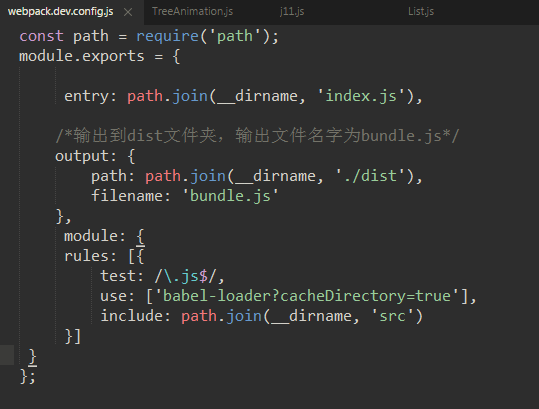 webpack.dev.config.js × TreeAnimation.js j11.js List.js
const path = require('path');
module.exports = {
entry: path.join(__dirname, 'index.js'),
/*输出到dist文件夹，输出文件名字为bundle.js*/
output: {
path: path.join(__dirname, './dist'),
filename: 'bundle.js'
},
module: {
rules: [{
test: /\.js$/,
use: ['babel-loader?cacheDirectory=true'],
include: path.join(__dirname, 'src')
}]
}
};